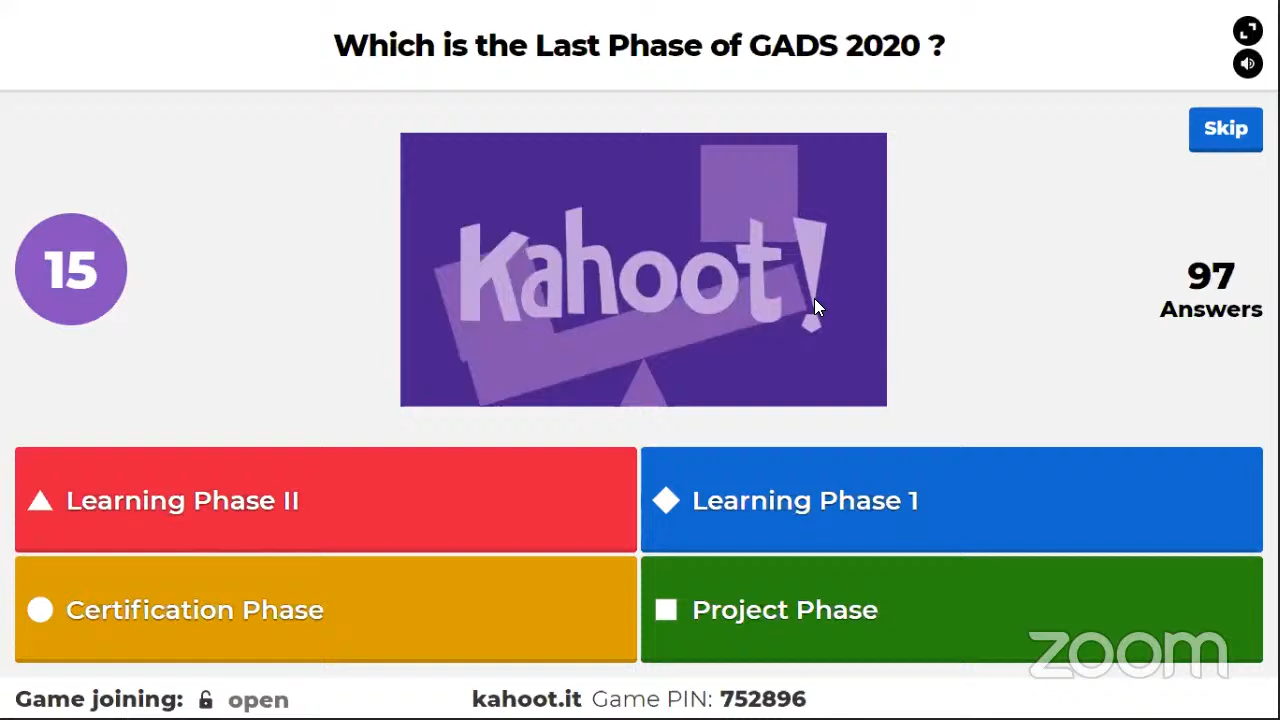 Which is the Last Phase of GADS 2020 ?
Skip
Kahoot!
15
97
Answers
Learning Phase II
Learning Phase 1
Certification Phase
Project Phase
zoom
Game joining: open
kahoot.it Game PIN: 752896